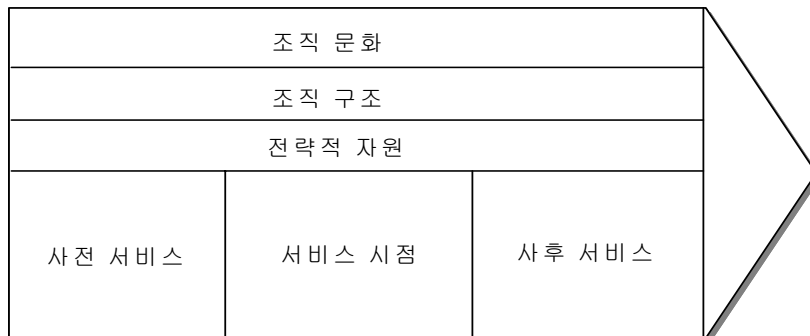 조직 문화
조직 구조
전략적 자원
사전 서비스
서비스 시점
사후 서비스